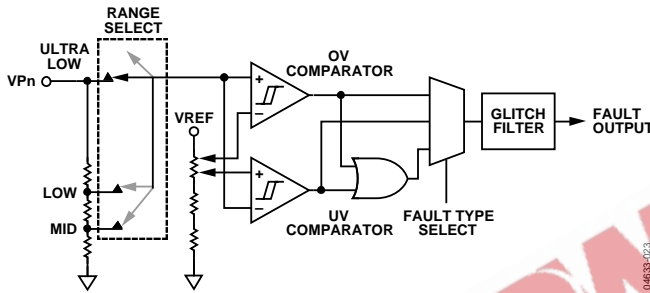 RANGE
SELECT
ULTRA
LOW
VPn
LOW
MID
VREF
+
−
+
−
OV
COMPARATOR
UV
COMPARATOR
FAULT TYPE
SELECT
GLITCH
FILTER
FAULT
OUTPUT
04633-023